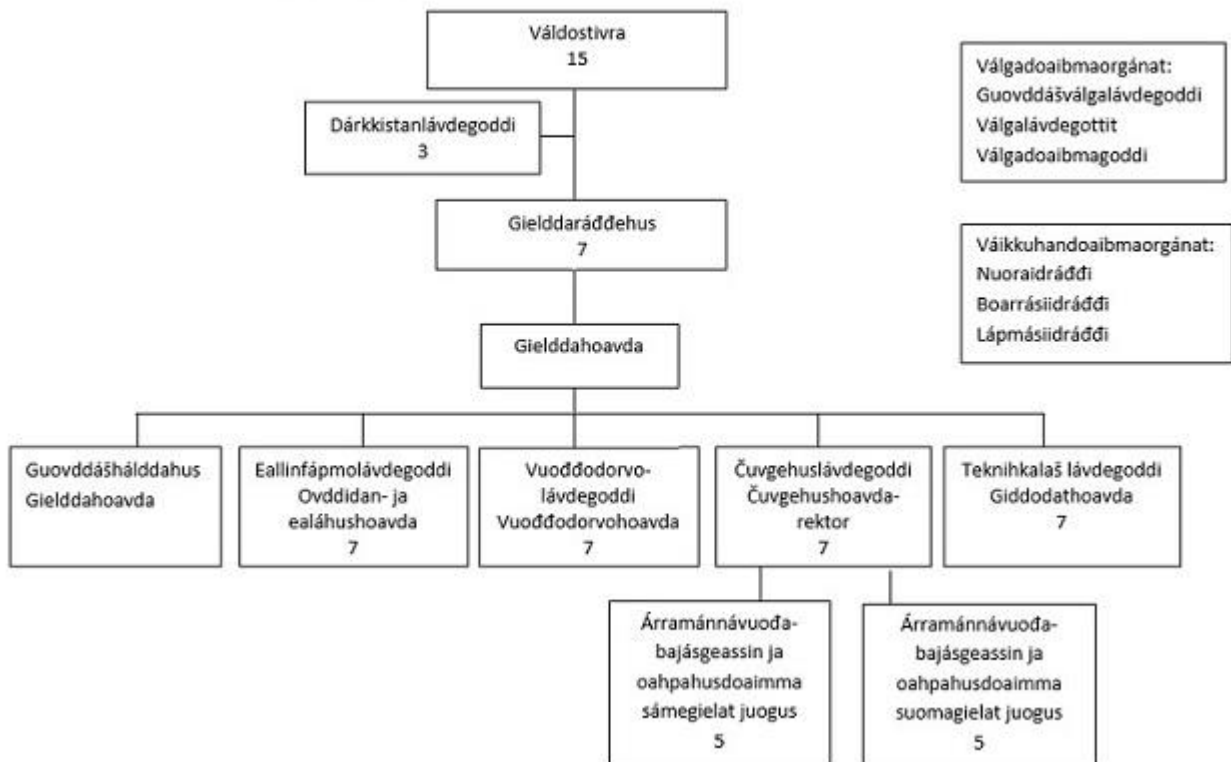 Váldostivra
15
Dárkkistanlávdegoddi
3
Gielddaráđđehus
7
Gielddahoavda
Válgadoaibmaorgánat:
Guovddášválgalávdegoddi
Válgalávdegottit
Válgadoaibmagoddi
Váikkuhandoaibmaorgánat:
Nuoraidráđđi
Boarrásiidráđđi
Lápmásiidráđđi
Guovddášhálddahus
Gielddahoavda
Eallinfápmolávdegoddi
Ovddidan- ja
ealáhushoavda
7
Vuođđodorvo-
lávdegoddi
Vuođđodorvohoavda
7
Čuvgehuslávdegoddi
Čuvgehushoavda-
rektor
7
Teknihkalaš lávdegoddi
Giddodathoavda
7
Árramánnávuođa-
bajásgeassin ja
oahpahusdoaimma
sámegielat juogus
5
Árramánnávuođa-
bajásgeassin ja
oahpahusdoaimma
suomagielat juogus
5